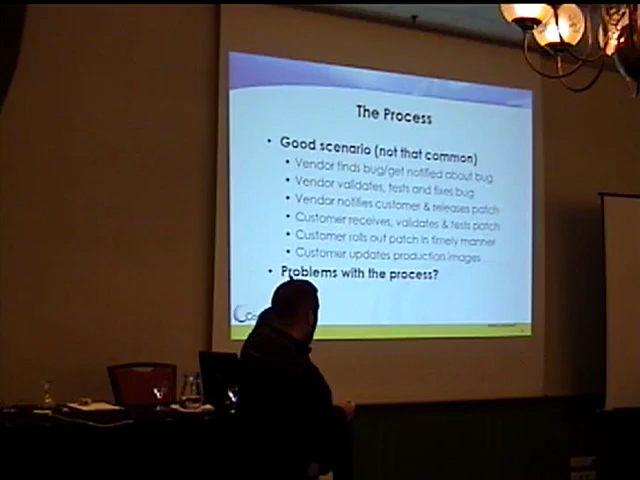 The Process
• Good scenario (not that common)
• Vendor finds bug/get notified about bug
• Vendor validates, tests and fixes bug
• Vendor notifies customer & releases patch
• Customer receives, validates & tests patch
• Customer rolls out patch in timely manner
• Customer updates production images
• Problems with the process?